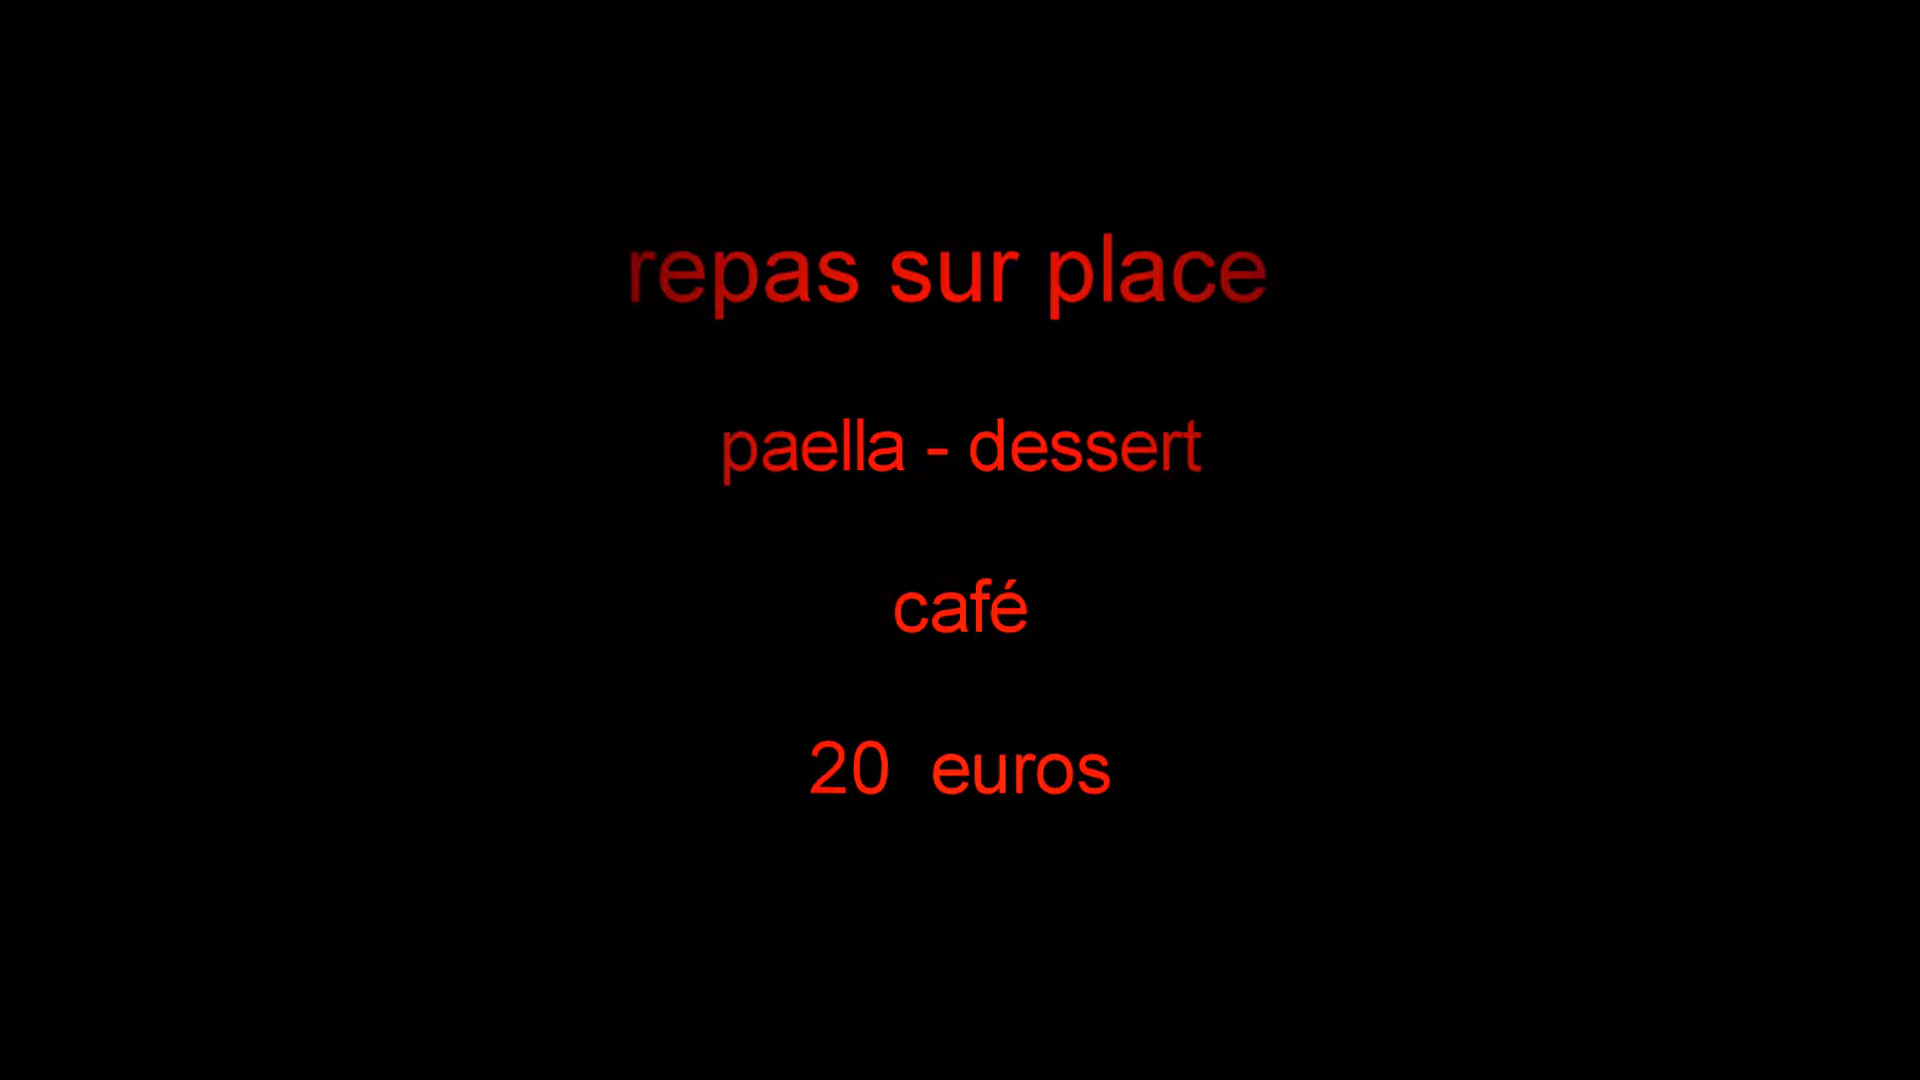 repas sur place
paella - dessert
café
20 euros